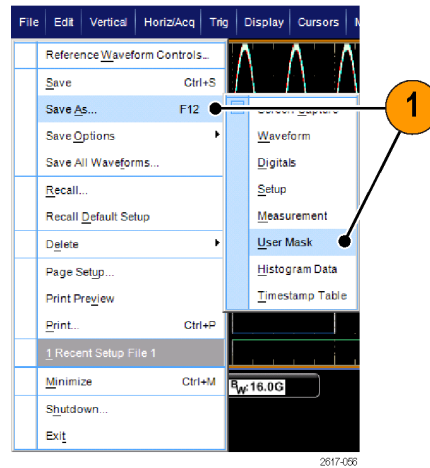 File Edit Vertical Horiz/Acq Trig Display Cursors
Reference Waveform Controls...
Save Ctrl+S
Save As... F12
Save Options
Save All Waveforms...
Recall...
Recall Default Setup
Delete
Page Setup...
Print Preview
Print... Ctrl+P
1 Recent Setup File 1
Minimize Ctrl+M
Shutdown...
Exit
Screen Capture
Waveform
Digitals
Setup
Measurement
User Mask
Histogram Data
Timestamp Table
1
BW:16.0G
2617-056